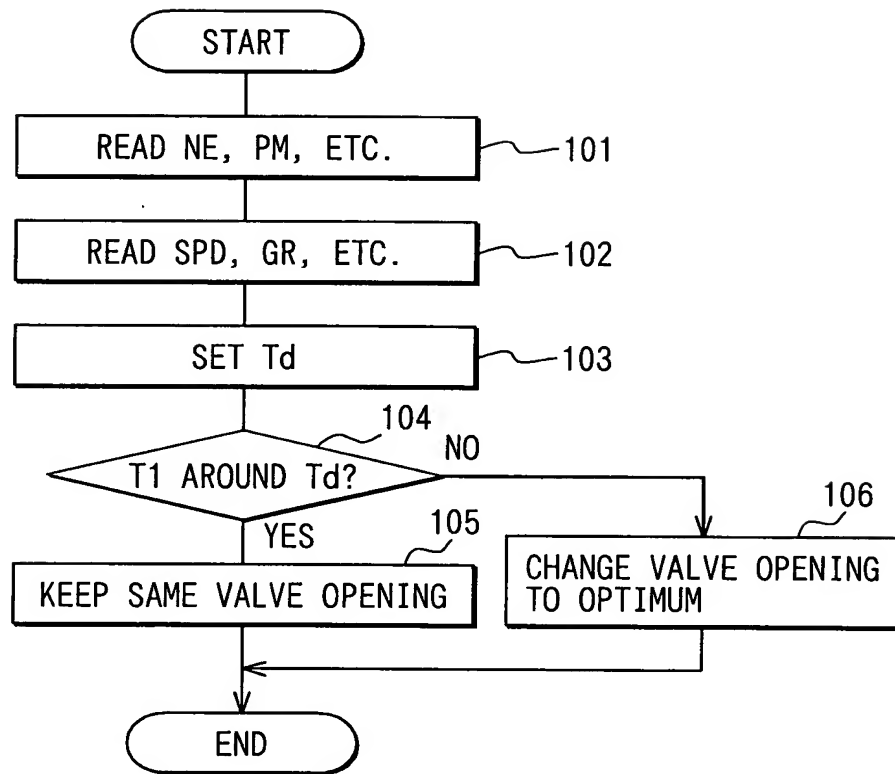 START
READ NE, PM, ETC.
101
READ SPD, GR, ETC.
102
SET Td
103
104
T1 AROUND Td?
NO
YES
105
KEEP SAME VALVE OPENING
106
CHANGE VALVE OPENING
TO OPTIMUM
END